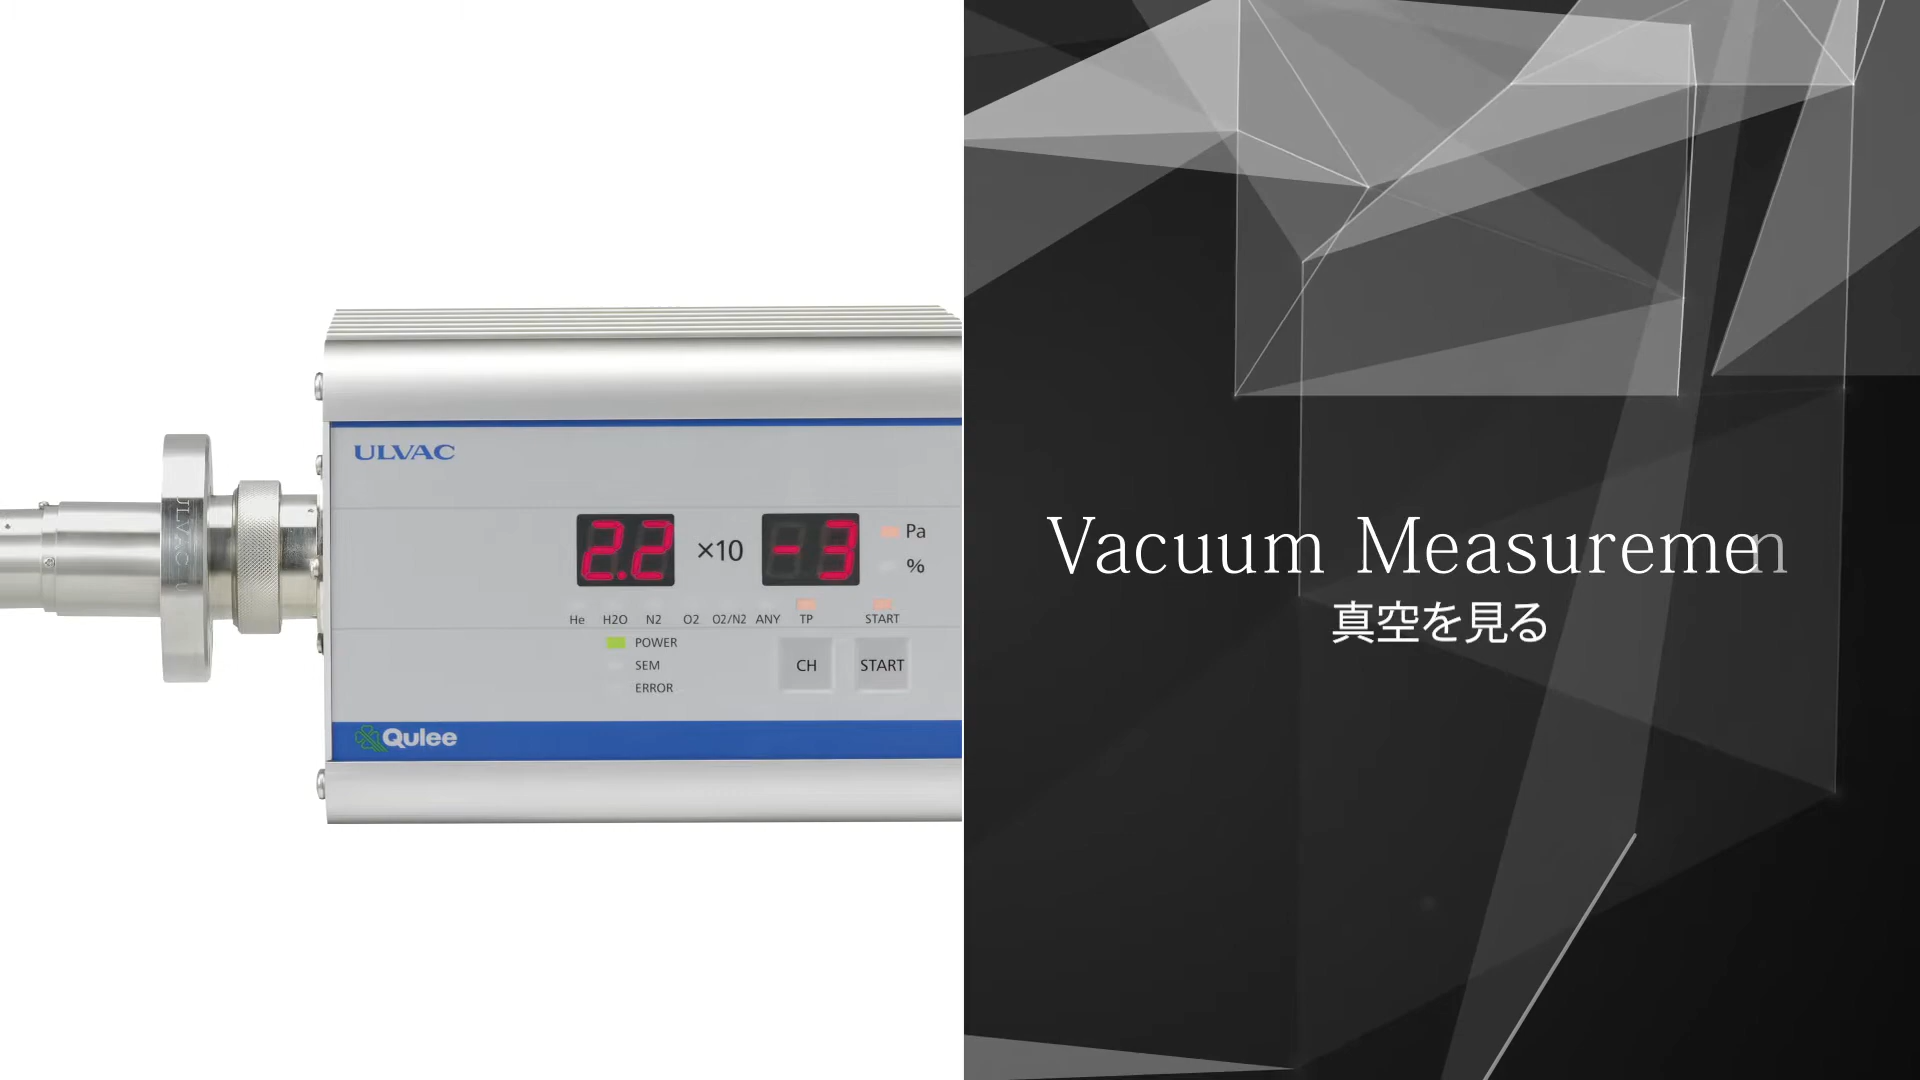 ULVAC
ULVAC
2.2 ×10 -3 Pa
%
He H2O N2 O2 O2/N2 ANY TP START
POWER
SEM
ERROR
CH START
Qulee
Vacuum Measuremen
真空を見る